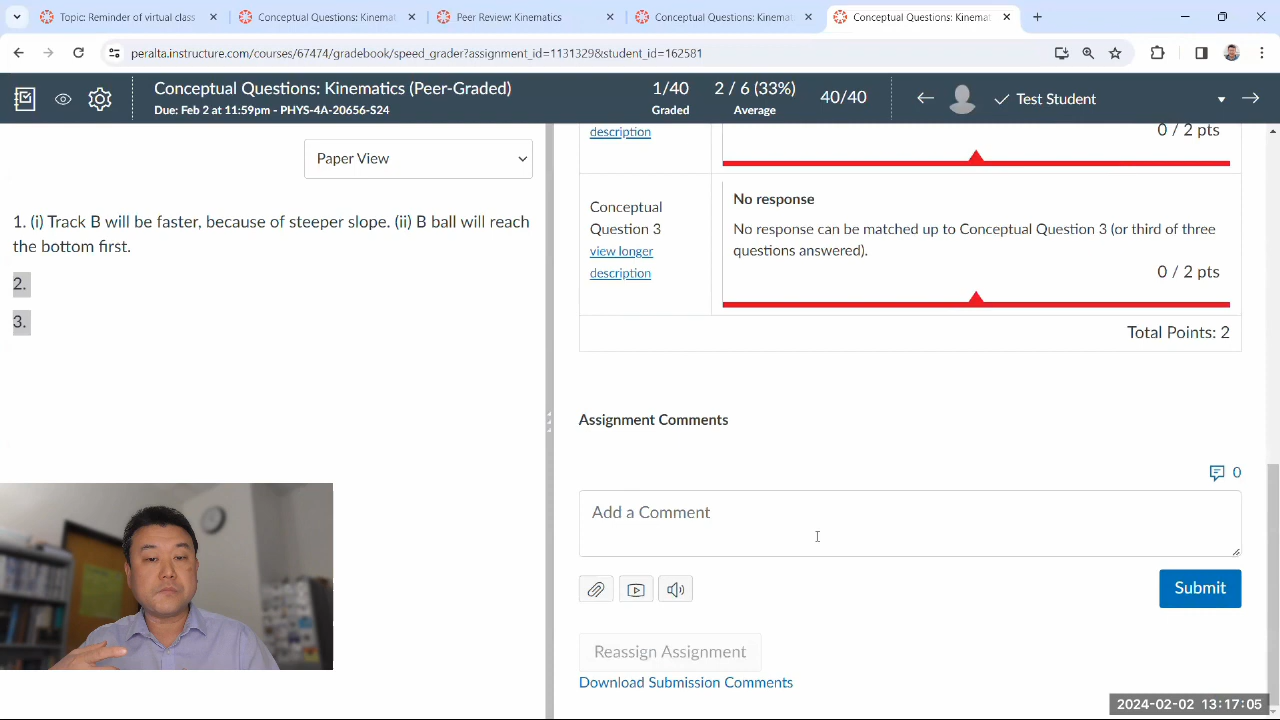 Topic: Reminder of virtual class
Conceptual Questions: Kinemat
Peer Review: Kinematics
Conceptual Questions: Kinemat
Conceptual Questions: Kinemat
peralta.instructure.com/courses/67474/gradebook/speed_grader?assignment_id=1131329&student_id=162581
Conceptual Questions: Kinematics (Peer-Graded)
Due: Feb 2 at 11:59pm - PHYS-4A-25556-S24
1/40
Graded
2 / 6 (33%)
Average
40/40
Test Student
Paper View
1. (i) Track B will be faster, because of steeper slope. (ii) B ball will reach
the bottom first.
2.
3.
description
0 / 2 pts
Conceptual
Question 3
view longer
description
No response
No response can be matched up to Conceptual Question 3 (or third of three
questions answered).
0 / 2 pts
Total Points: 2
Assignment Comments
0
Add a Comment
Submit
Reassign Assignment
Download Submission Comments
2024-02-02 13:17:05